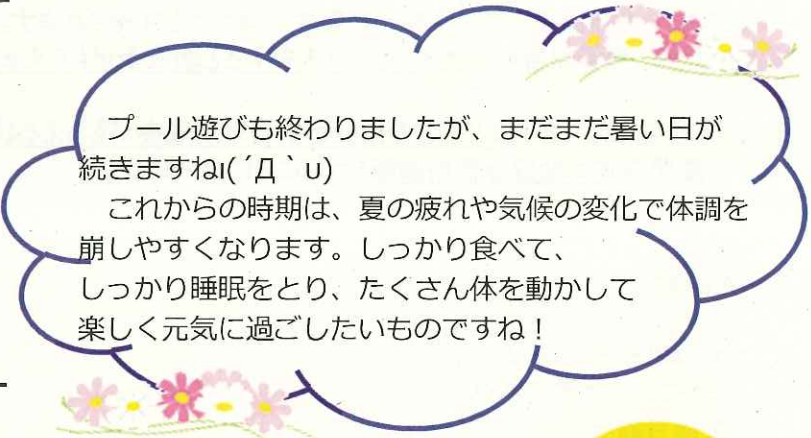 プール遊びも終わりましたが、まだまだ暑い日が
続きますねι(´Д｀υ)
　これからの時期は、夏の疲れや気候の変化で体調を
崩しやすくなります。しっかり食べて、
しっかり睡眠をとり、たくさん体を動かして
楽しく元気に過ごしたいものですね！